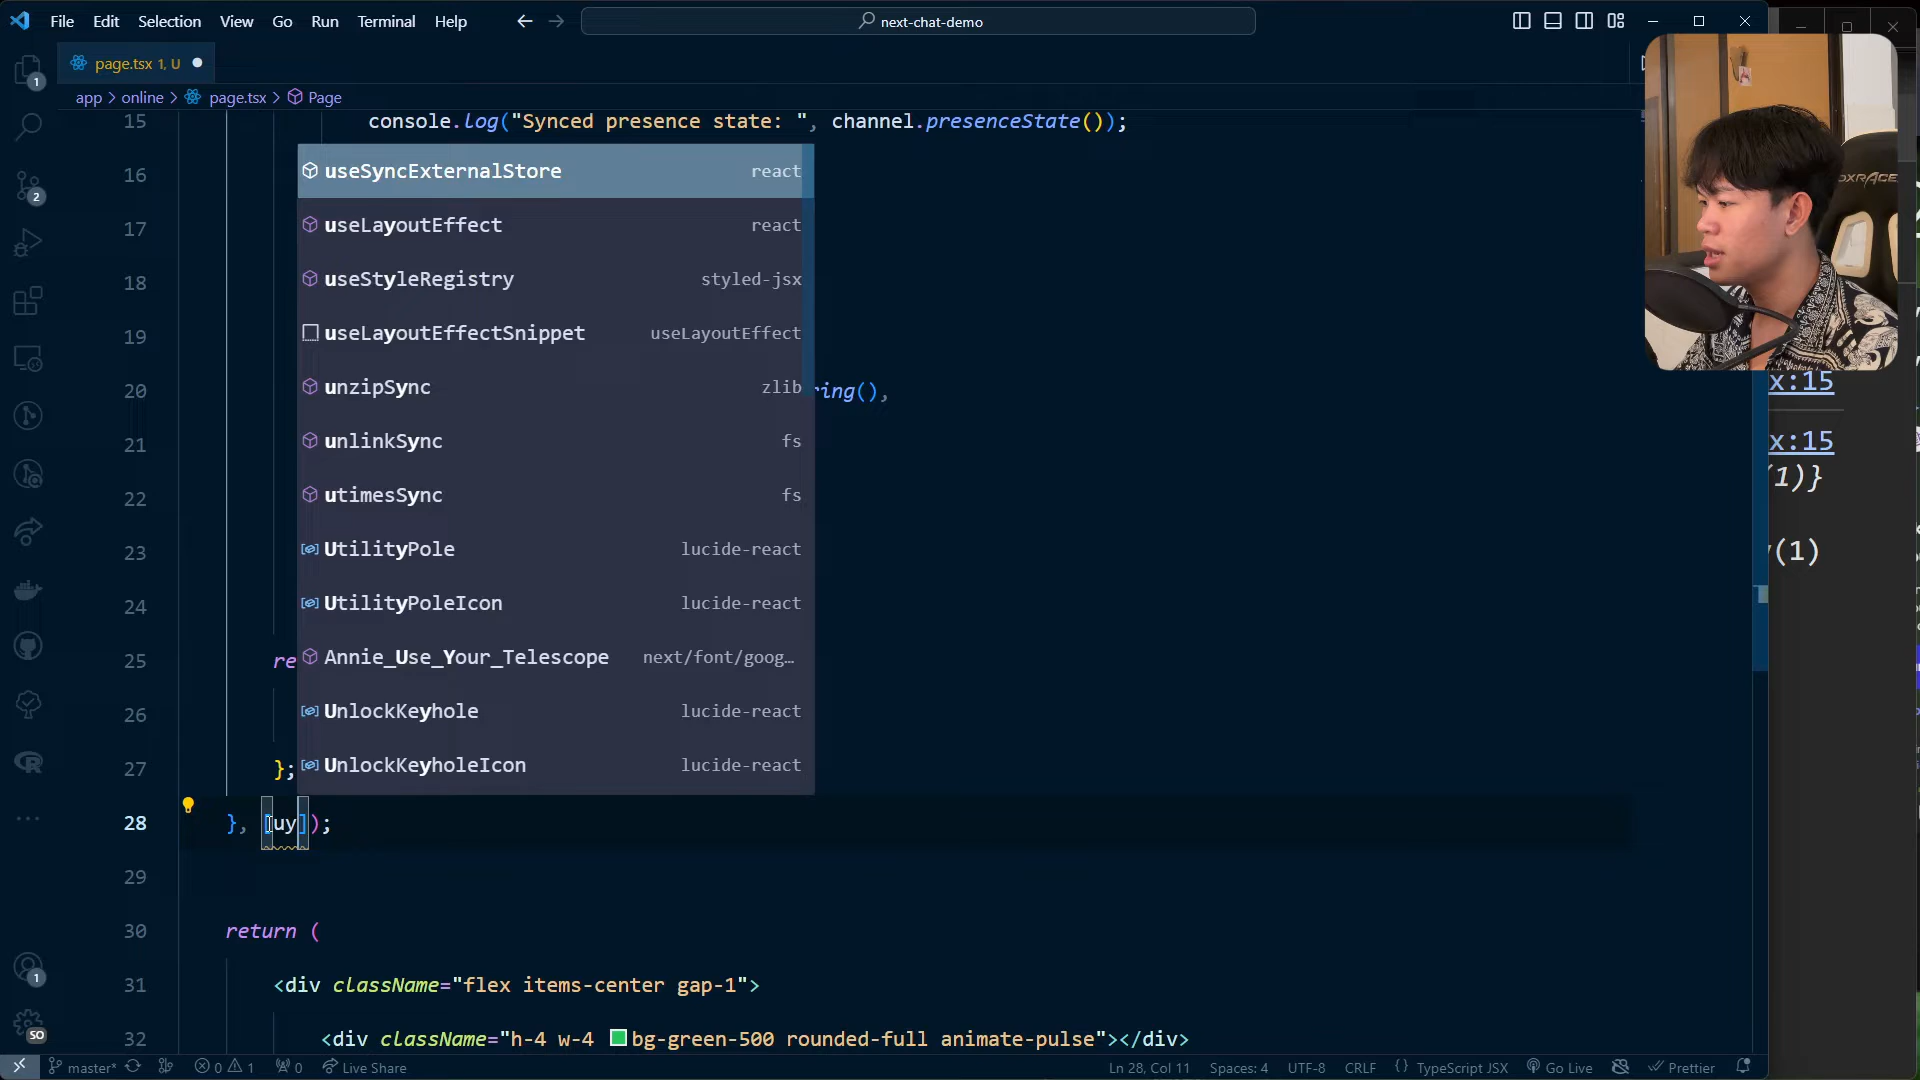 File Edit Selection View Go Run Terminal Help
next-chat-demo
page.tsx 1, U
app > online > page.tsx > Page
15 console.log("Synced presence state: ", channel.presenceState());
16
17
18
19
20 ring(),
21
22
23
24
25 re
26
27 };
28 }, [uy]);
29
30 return (
31 <div className="flex items-center gap-1">
32 <div className="h-4 w-4 bg-green-500 rounded-full animate-pulse"></div>
useSyncExternalStore react
useLayoutEffect react
useStyleRegistry styled-jsx
useLayoutEffectSnippet useLayoutEffect
unzipSync zlib
unlinkSync fs
utimesSync fs
UtilityPole lucide-react
UtilityPoleIcon lucide-react
Annie_Use_Your_Telescope next/font/goog…
UnlockKeyhole lucide-react
UnlockKeyholeIcon lucide-react
x:15
x:15
(1)}
(1)
1
2
1
SO
master* 0 1 0 Live Share
Ln 28, Col 11 Spaces: 4 UTF-8 CRLF {} TypeScript JSX Go Live Prettier